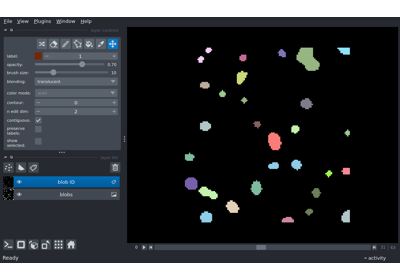 File View Plugins Window Help
label: 1
opacity: 0.70
brush size: 10
blending: translucent
color mode:
contour: 0
n edit dim: 2
contiguous:
preserve
labels:
show
selected:
blob ID
blobs
Ready
activity